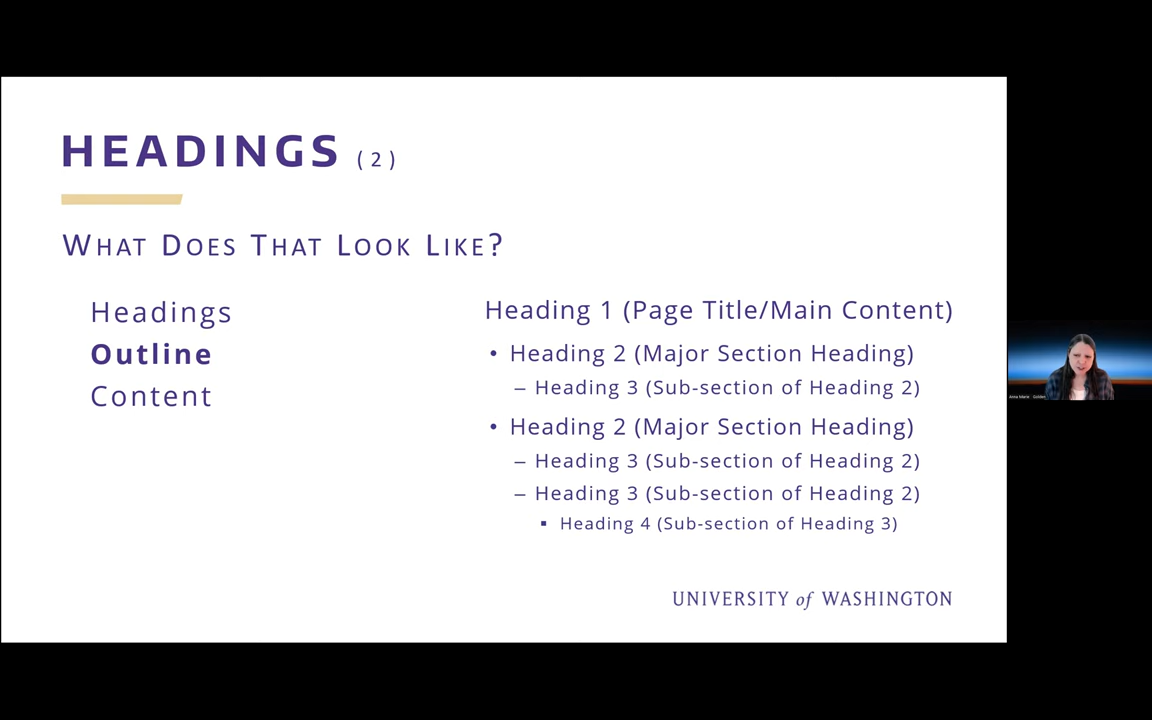 HEADINGS (2)
WHAT DOES THAT LOOK LIKE?
Headings
Outline
Content
Heading 1 (Page Title/Main Content)
• Heading 2 (Major Section Heading)
– Heading 3 (Sub-section of Heading 2)
• Heading 2 (Major Section Heading)
– Heading 3 (Sub-section of Heading 2)
– Heading 3 (Sub-section of Heading 2)
▪ Heading 4 (Sub-section of Heading 3)
UNIVERSITY of WASHINGTON
Anna Marie